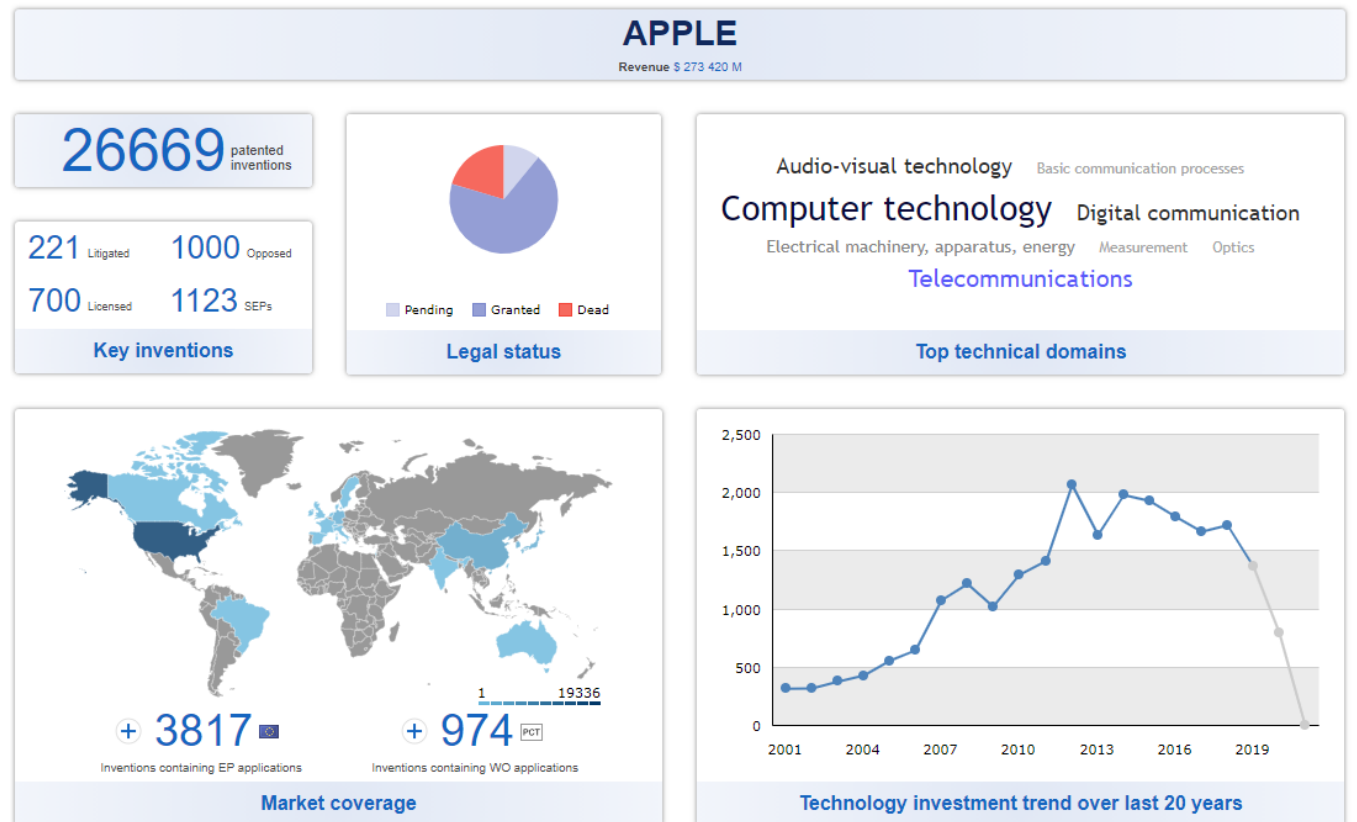 APPLE
Revenue $ 273 420 M
26669 patented inventions
221 Litigated 1000 Opposed
700 Licensed 1123 SEPs
Key inventions
Pending Granted Dead
Legal status
Audio-visual technology Basic communication processes
Computer technology Digital communication
Electrical machinery, apparatus, energy Measurement Optics
Telecommunications
Top technical domains
1 19336
+ 3817 + 974 PCT
Inventions containing EP applications Inventions containing WO applications
Market coverage
2,500
2,000
1,500
1,000
500
0
2001 2004 2007 2010 2013 2016 2019
Technology investment trend over last 20 years